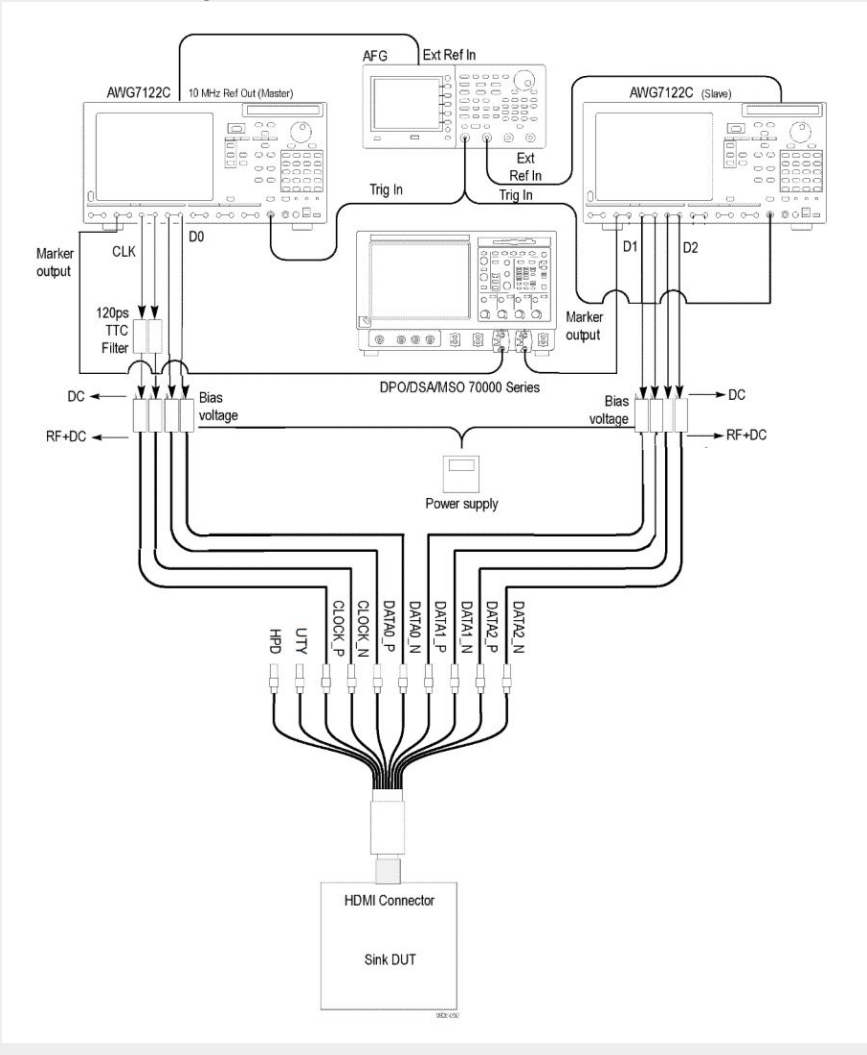 AFG
Ext Ref In
AWG7122C
10 MHz Ref Out (Master)
AWG7122C
(Slave)
Ext
Ref In
Trig In
Trig In
D0
D1
D2
Marker
output
CLK
120ps
TTC
Filter
Marker
output
DPO/DSA/MSO 70000 Series
DC
Bias
voltage
RF+DC
Bias
voltage
DC
RF+DC
Power supply
HPD
UTY
CLOCK_P
CLOCK_N
DATA0_P
DATA0_N
DATA1_P
DATA1_N
DATA2_P
DATA2_N
HDMI Connector
Sink DUT